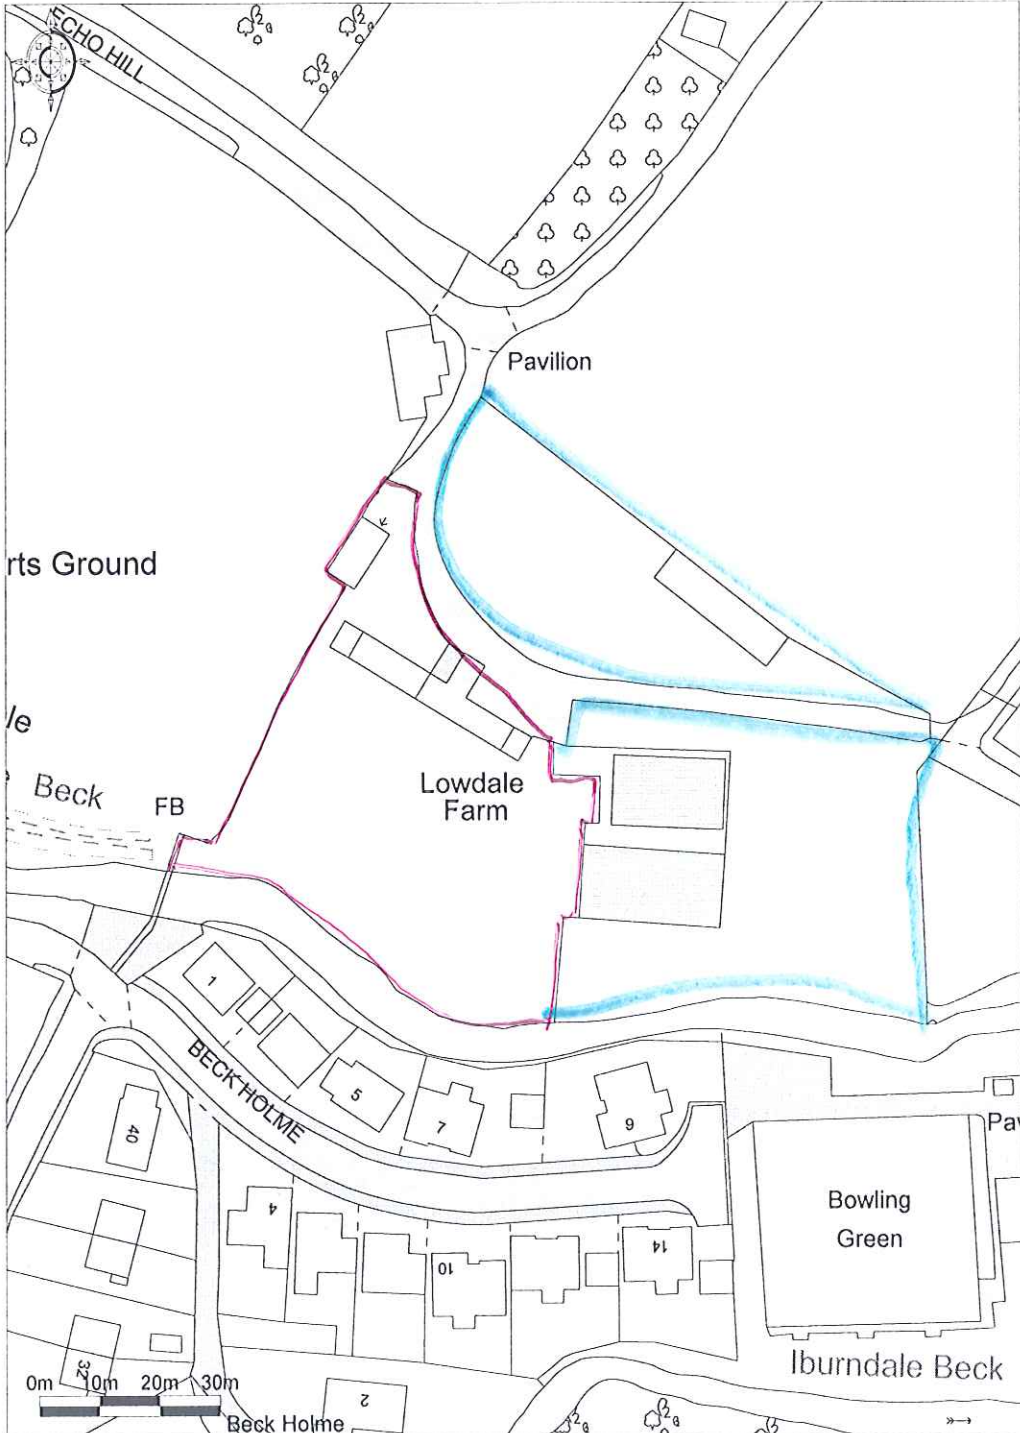 ECHO HILL
Pavilion
rts Ground
le
Beck
FB
Lowdale
Farm
1
5
7
9
BECK HOLME
40
4
10
14
Bowling
Green
Pav
32
2
Iburndale Beck
0m 10m 20m 30m
Beck Holme